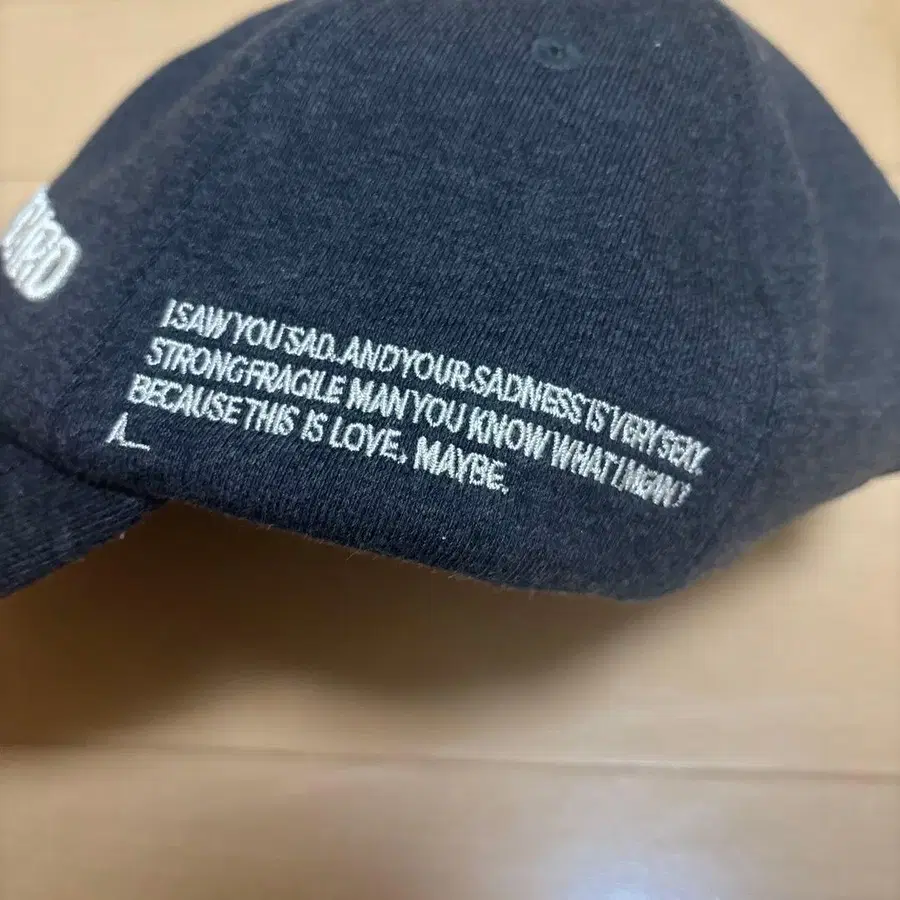 I SAW YOU SAD. AND YOUR SADNESS IS VERY SEXY.
STRONG FRAGILE MAN YOU KNOW WHAT I MEAN?
BECAUSE THIS IS LOVE, MAYBE.
A__